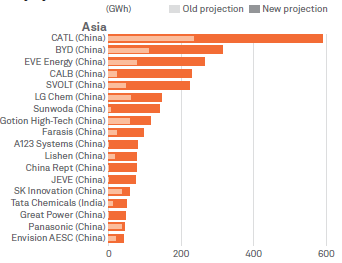 (GWh)
Old projection
New projection
Asia
CATL (China)
BYD (China)
EVE Energy (China)
CALB (China)
SVOLT (China)
LG Chem (China)
Sunwoda (China)
Gotion High-Tech (China)
Farasis (China)
A123 Systems (China)
Lishen (China)
China Rept (China)
JEVE (China)
SK Innovation (China)
Tata Chemicals (India)
Great Power (China)
Panasonic (China)
Envision AESC (China)
0 200 400 600